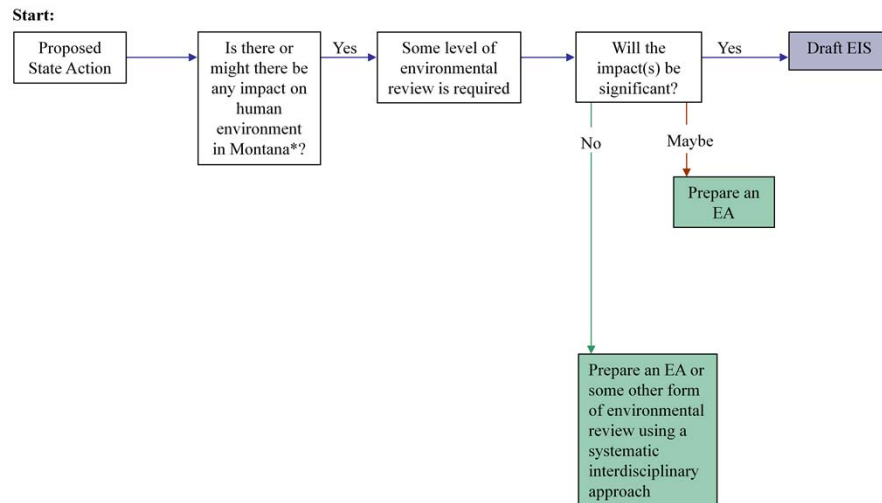 Start:
Proposed
State Action
Is there or
might there be
any impact on
human
environment
in Montana*?
Yes
Some level of
environmental
review is required
Will the
impact(s) be
significant?
Yes
Draft EIS
No
Maybe
Prepare an
EA
Prepare an EA or
some other form
of environmental
review using a
systematic
interdisciplinary
approach